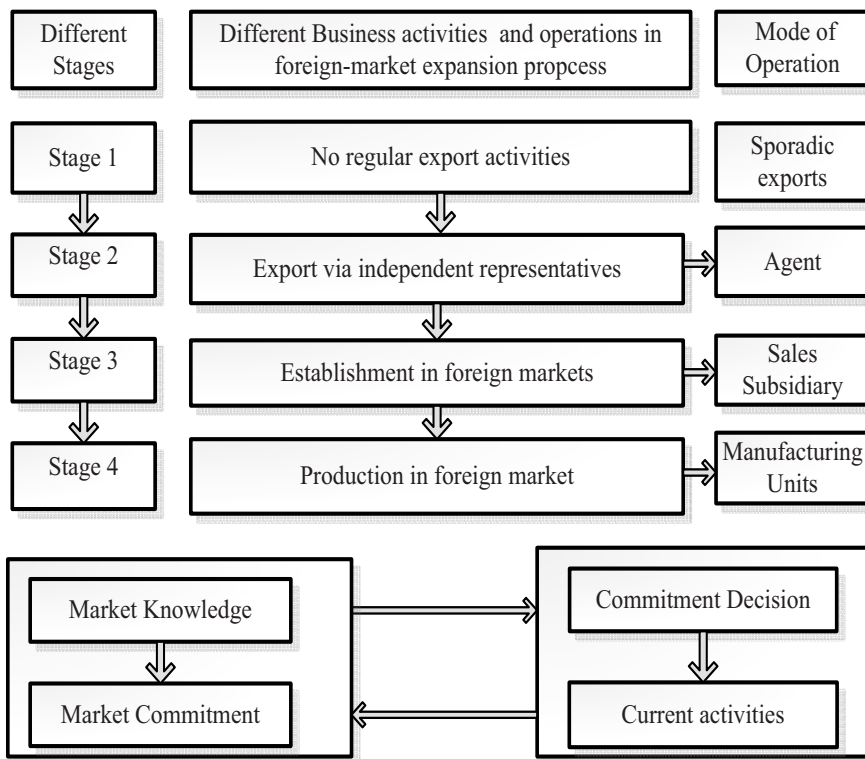 Different
Stages
Different Business activities and operations in
foreign-market expansion propcess
Mode of
Operation
Stage 1
No regular export activities
Sporadic
exports
Stage 2
Export via independent representatives
Agent
Stage 3
Establishment in foreign markets
Sales
Subsidiary
Stage 4
Production in foreign market
Manufacturing
Units
Market Knowledge
Commitment Decision
Market Commitment
Current activities